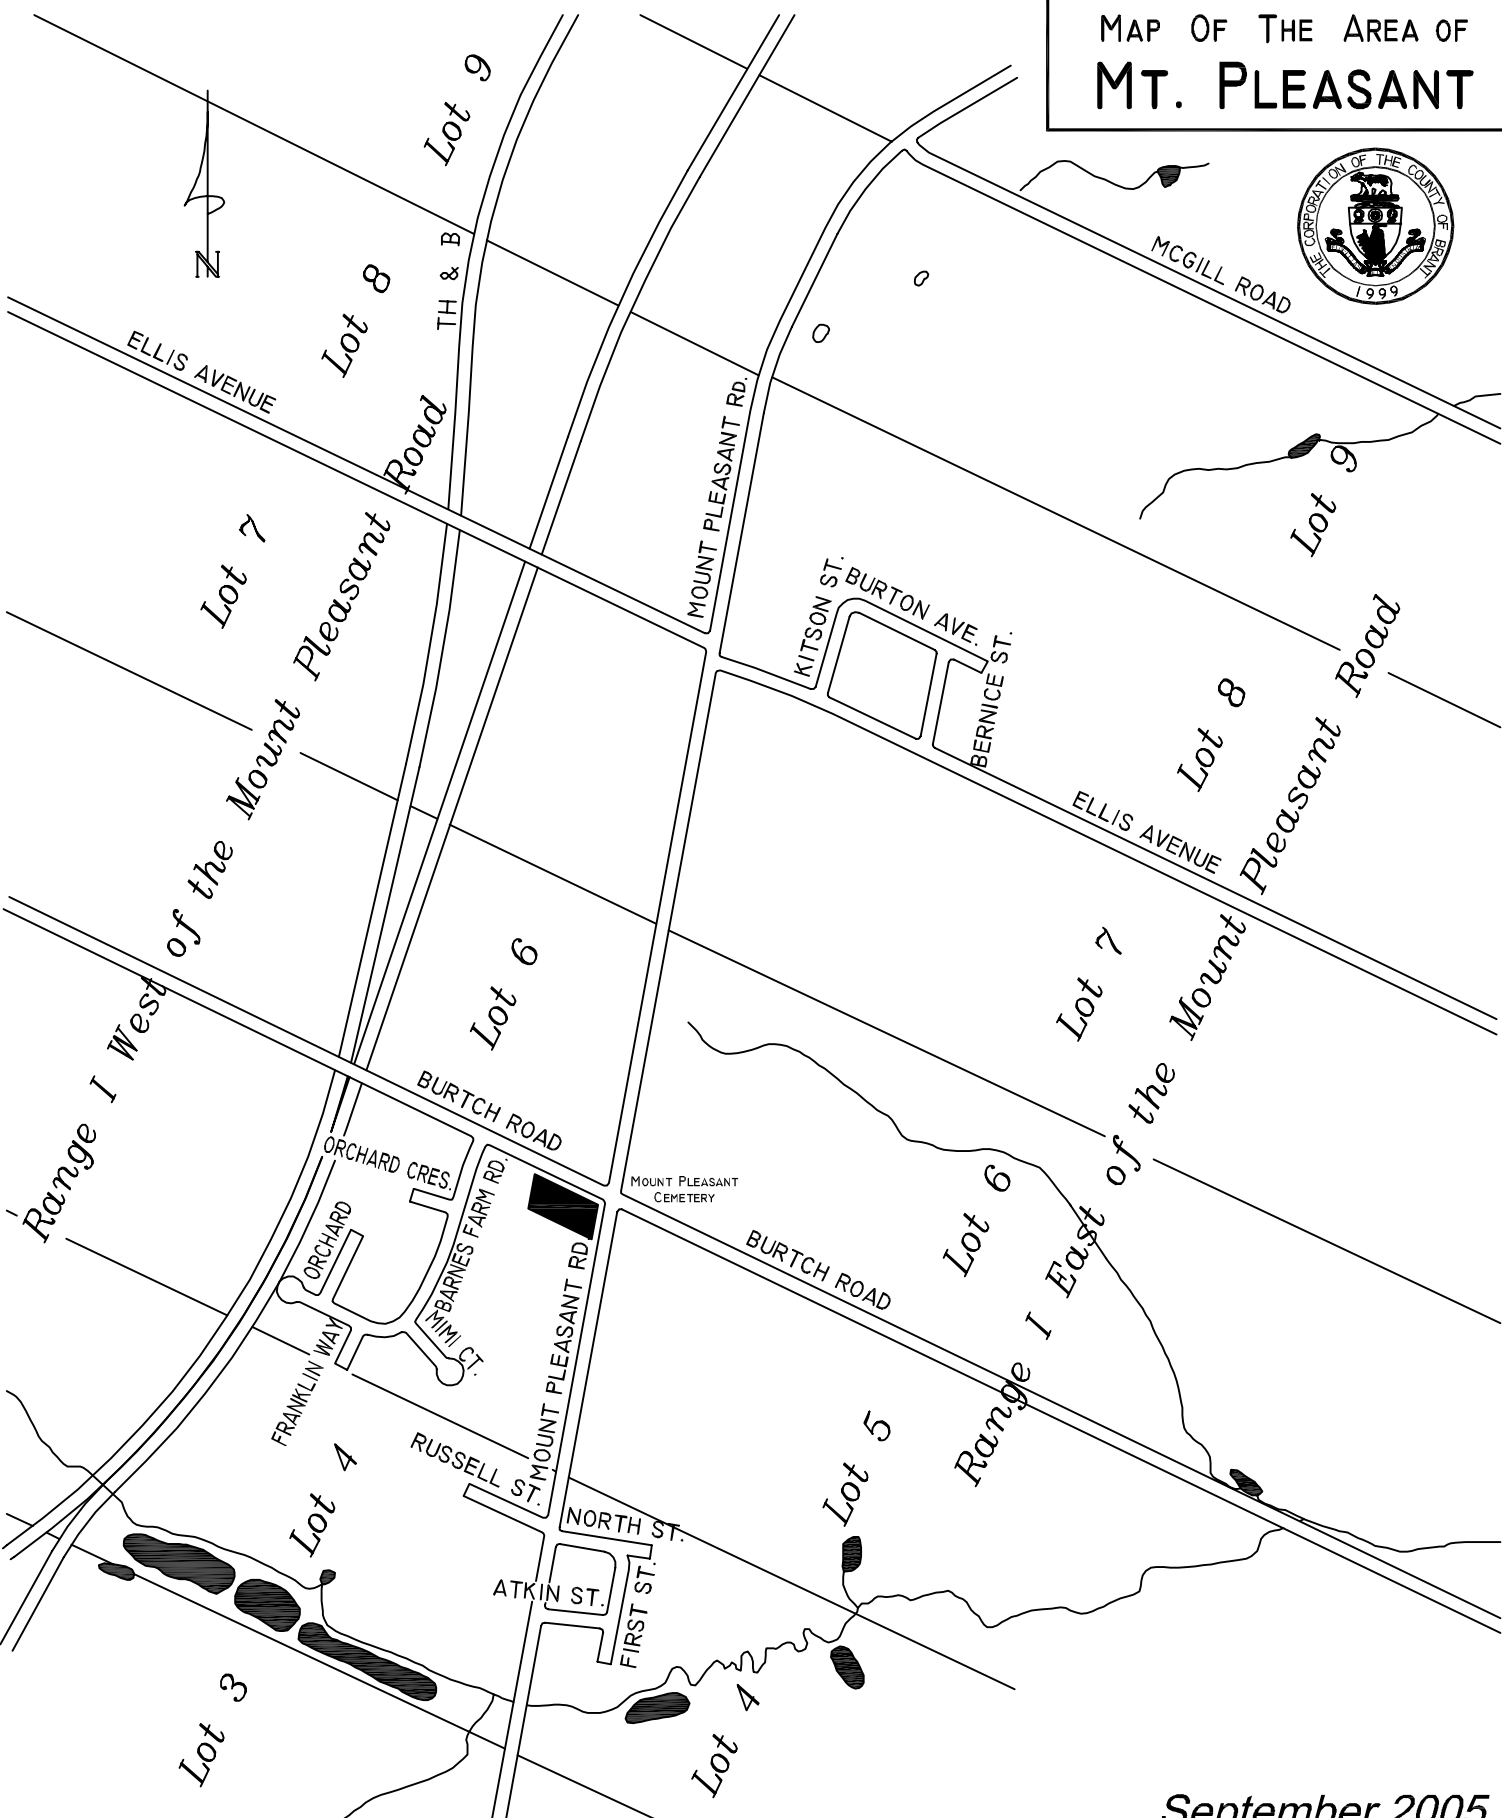 MAP OF THE AREA OF
MT. PLEASANT
THE CORPORATION OF THE COUNTY OF BRANT
1999
N
Lot 9
TH & B
Lot 8
MCGILL ROAD
ELLIS AVENUE
MOUNT PLEASANT RD.
Lot 9
Lot 7
KITSON ST.
BURTON AVE.
BERNICE ST.
Lot 8
ELLIS AVENUE
Range I West of the Mount Pleasant Road
Lot 6
Lot 7
Range I East of the Mount Pleasant Road
BURTCH ROAD
ORCHARD CRES.
BARNES FARM RD.
MOUNT PLEASANT
CEMETERY
Lot 6
ORCHARD
BURTCH ROAD
MIMI CT.
FRANKLIN WAY
MOUNT PLEASANT RD
Lot 5
RUSSELL ST.
Lot 4
NORTH ST.
ATKIN ST.
FIRST ST.
Lot 3
Lot 4
September 2005